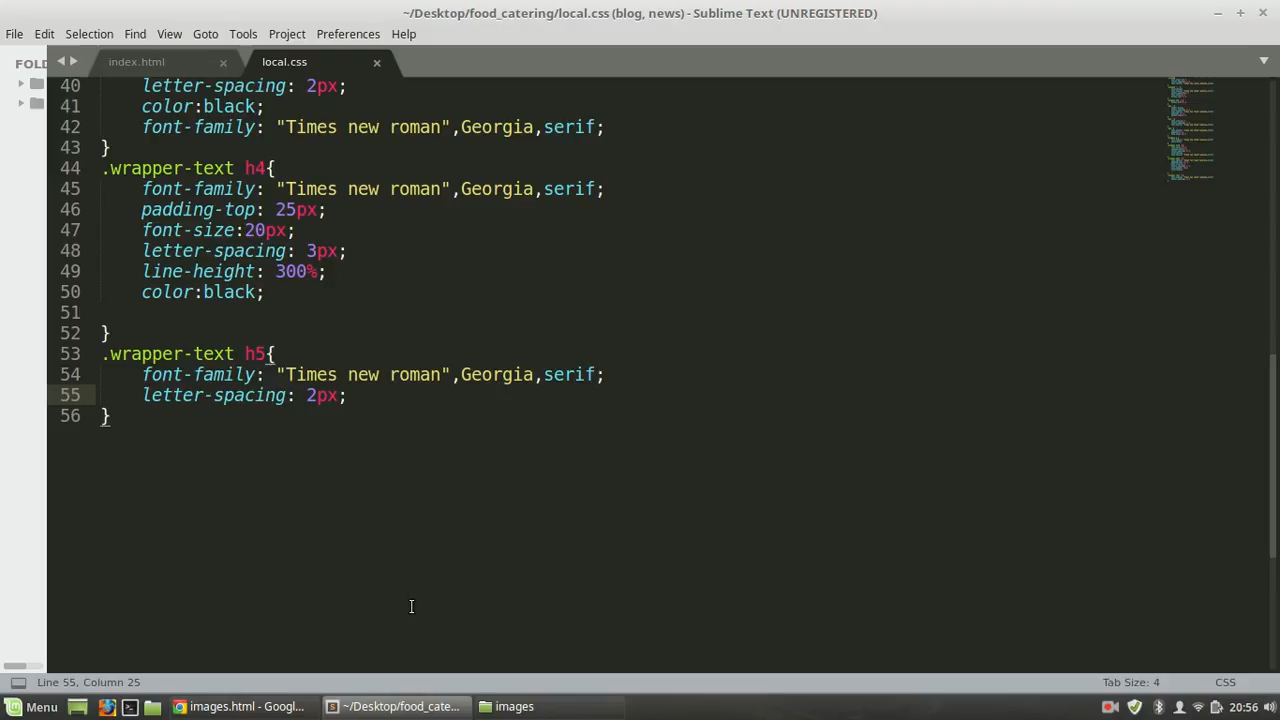 ~/Desktop/food_catering/local.css (blog, news) - Sublime Text (UNREGISTERED)
File Edit Selection Find View Goto Tools Project Preferences Help
FOLD
index.html
local.css
40 letter-spacing: 2px;
41 color:black;
42 font-family: "Times new roman",Georgia,serif;
43 }
44 .wrapper-text h4{
45 font-family: "Times new roman",Georgia,serif;
46 padding-top: 25px;
47 font-size:20px;
48 letter-spacing: 3px;
49 line-height: 300%;
50 color:black;
51
52 }
53 .wrapper-text h5{
54 font-family: "Times new roman",Georgia,serif;
55 letter-spacing: 2px;
56 }
Line 55, Column 25
Tab Size: 4
CSS
Menu
images.html - Googl...
~/Desktop/food_cate...
images
20:56